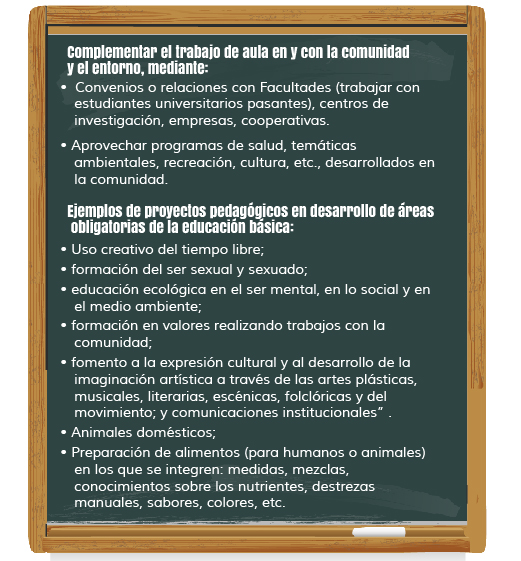 Complementar el trabajo de aula en y con la comunidad
y el entorno, mediante:
• Convenios o relaciones con Facultades (trabajar con
estudiantes universitarios pasantes), centros de
investigación, empresas, cooperativas.
• Aprovechar programas de salud, temáticas
ambientales, recreación, cultura, etc., desarrollados en
la comunidad.
Ejemplos de proyectos pedagógicos en desarrollo de áreas
obligatorias de la educación básica:
• Uso creativo del tiempo libre;
• formación del ser sexual y sexuado;
• educación ecológica en el ser mental, en lo social y en
el medio ambiente;
• formación en valores realizando trabajos con la
comunidad;
• fomento a la expresión cultural y al desarrollo de la
imaginación artística a través de las artes plásticas,
musicales, literarias, escénicas, folclóricas y del
movimiento; y comunicaciones institucionales” .
• Animales domésticos;
• Preparación de alimentos (para humanos o animales)
en los que se integren: medidas, mezclas,
conocimientos sobre los nutrientes, destrezas
manuales, sabores, colores, etc.